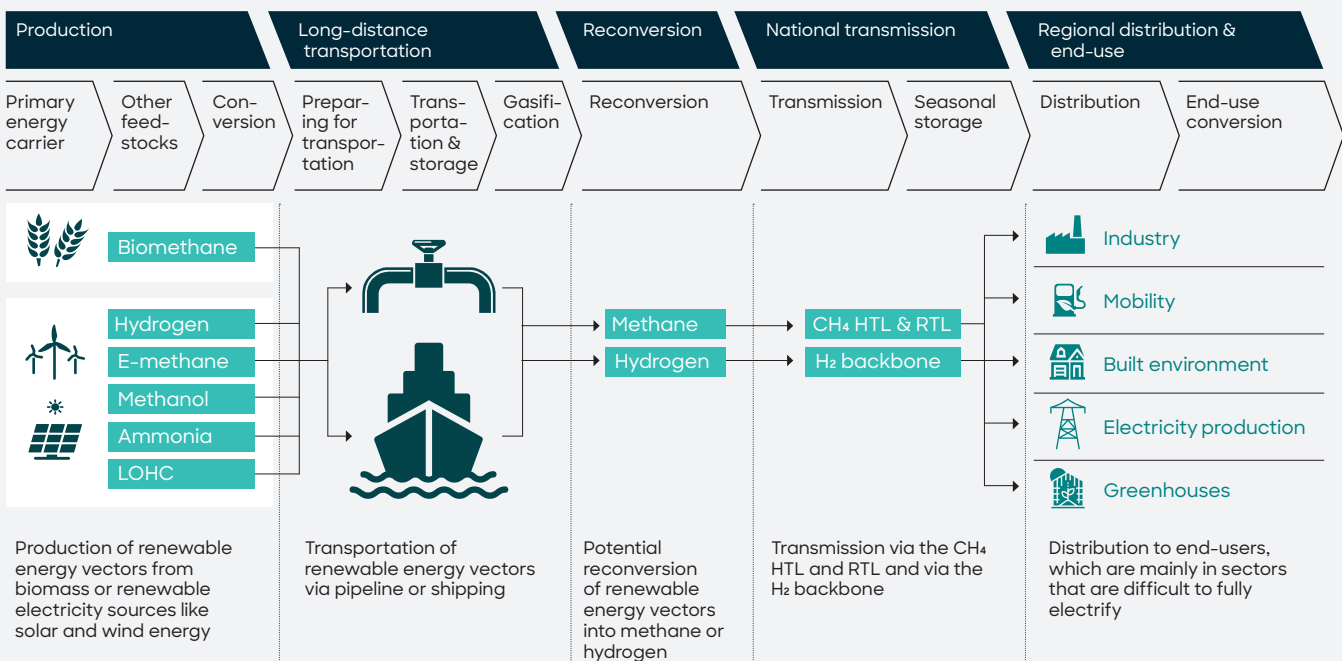 Production
Long-distance
transportation
Reconversion
National transmission
Regional distribution &
end-use
Primary
energy
carrier
Other
feed-
stocks
Con-
version
Prepar-
ing for
transpor-
tation
Trans-
porta-
tion &
storage
Gasifi-
cation
Reconversion
Transmission
Seasonal
storage
Distribution
End-use
conversion
Biomethane
Hydrogen
E-methane
Methanol
Ammonia
LOHC
Methane
Hydrogen
CH₄ HTL & RTL
H₂ backbone
Industry
Mobility
Built environment
Electricity production
Greenhouses
Production of renewable
energy vectors from
biomass or renewable
electricity sources like
solar and wind energy
Transportation of
renewable energy vectors
via pipeline or shipping
Potential
reconversion
of renewable
energy vectors
into methane or
hydrogen
Transmission via the CH₄
HTL and RTL and via the
H₂ backbone
Distribution to end-users,
which are mainly in sectors
that are difficult to fully
electrify